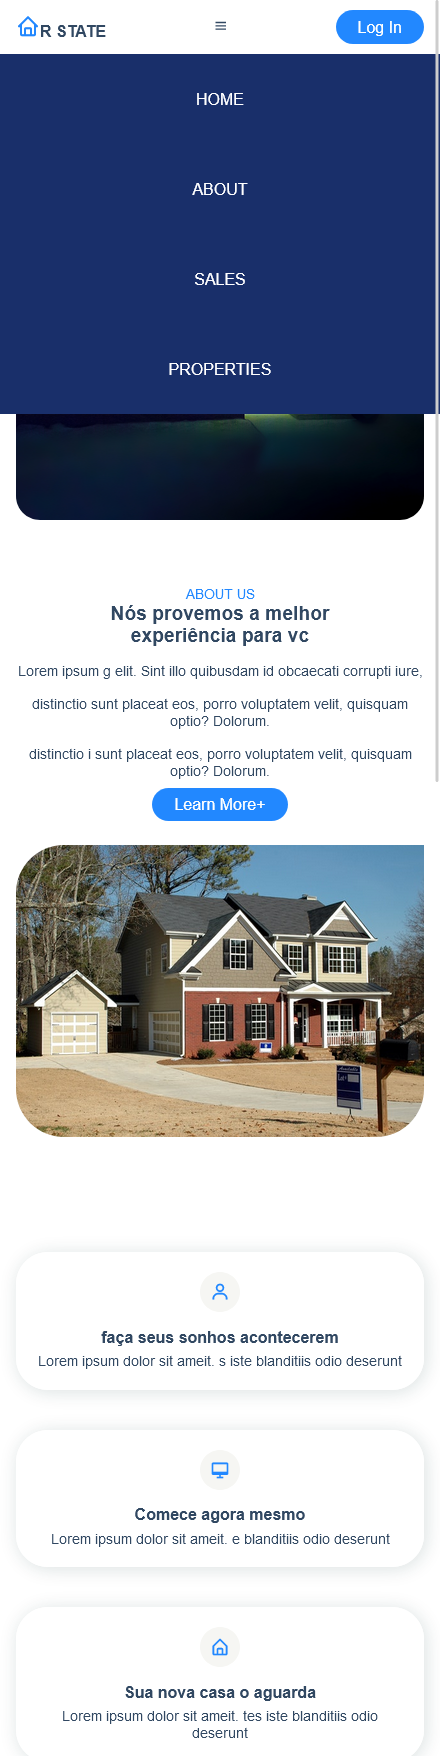 R STATE
Log In
HOME
ABOUT
SALES
PROPERTIES
ABOUT US
Nós provemos a melhor
experiência para vc
Lorem ipsum g elit. Sint illo quibusdam id obcaecati corrupti iure,
distinctio sunt placeat eos, porro voluptatem velit, quisquam
optio? Dolorum.
distinctio i sunt placeat eos, porro voluptatem velit, quisquam
optio? Dolorum.
Learn More+
faça seus sonhos acontecerem
Lorem ipsum dolor sit ameit. s iste blanditiis odio deserunt
Comece agora mesmo
Lorem ipsum dolor sit ameit. e blanditiis odio deserunt
Sua nova casa o aguarda
Lorem ipsum dolor sit ameit. tes iste blanditiis odio
deserunt